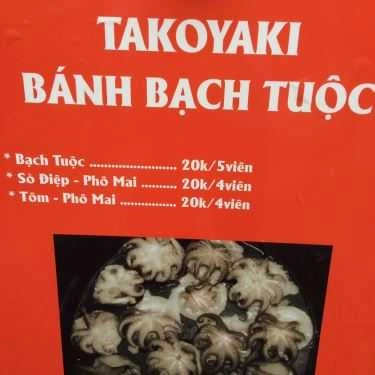 TAKOYAKI
BÁNH BẠCH TUỘC
* Bạch Tuộc ........................ 20k/5viên
* Sò Điệp - Phô Mai .......... 20k/4viên
* Tôm - Phô Mai ................ 20k/4viên